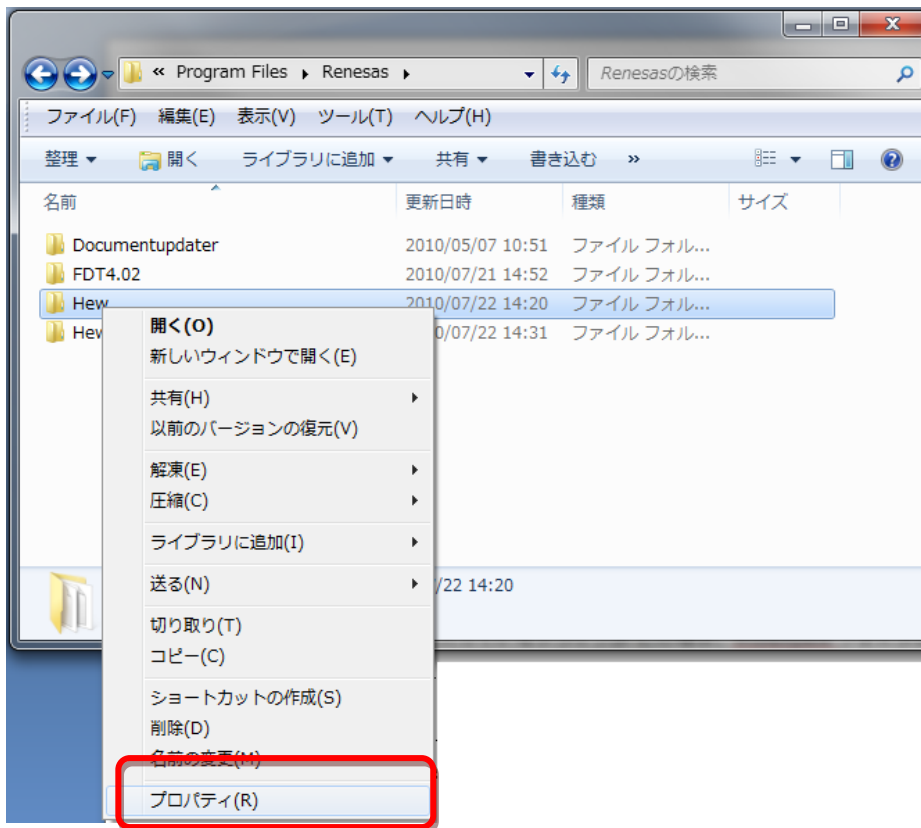 « Program Files Renesas Renesasの検索
ファイル(F) 編集(E) 表示(V) ツール(T) ヘルプ(H)
整理 開く ライブラリに追加 共有 書き込む »
名前 更新日時 種類 サイズ
Documentupdater 2010/05/07 10:51 ファイル フォル...
FDT4.02 2010/07/21 14:52 ファイル フォル...
Hew 2010/07/22 14:20 ファイル フォル...
Hew 0/07/22 14:31 ファイル フォル...
開く(O)
新しいウィンドウで開く(E)
共有(H)
以前のバージョンの復元(V)
解凍(E)
圧縮(C)
ライブラリに追加(I)
送る(N)
/22 14:20
切り取り(T)
コピー(C)
ショートカットの作成(S)
削除(D)
名前の変更(M)
プロパティ(R)